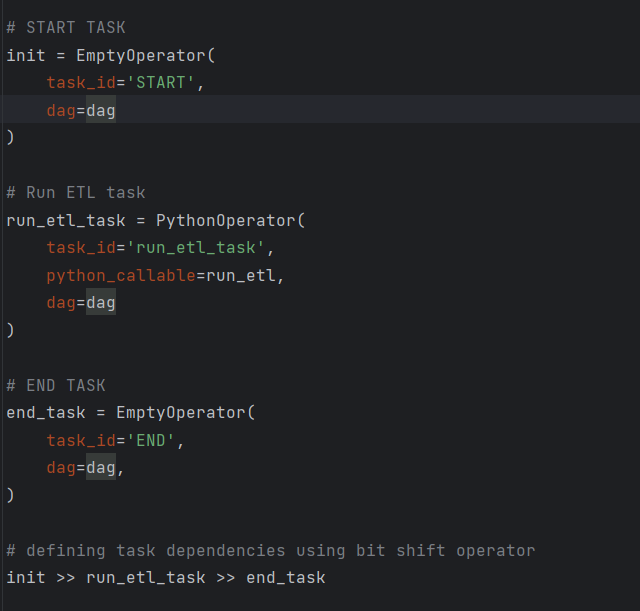 # START TASK
init = EmptyOperator(
    task_id='START',
    dag=dag
)
# Run ETL task
run_etl_task = PythonOperator(
    task_id='run_etl_task',
    python_callable=run_etl,
    dag=dag
)
# END TASK
end_task = EmptyOperator(
    task_id='END',
    dag=dag,
)
# defining task dependencies using bit shift operator
init >> run_etl_task >> end_task